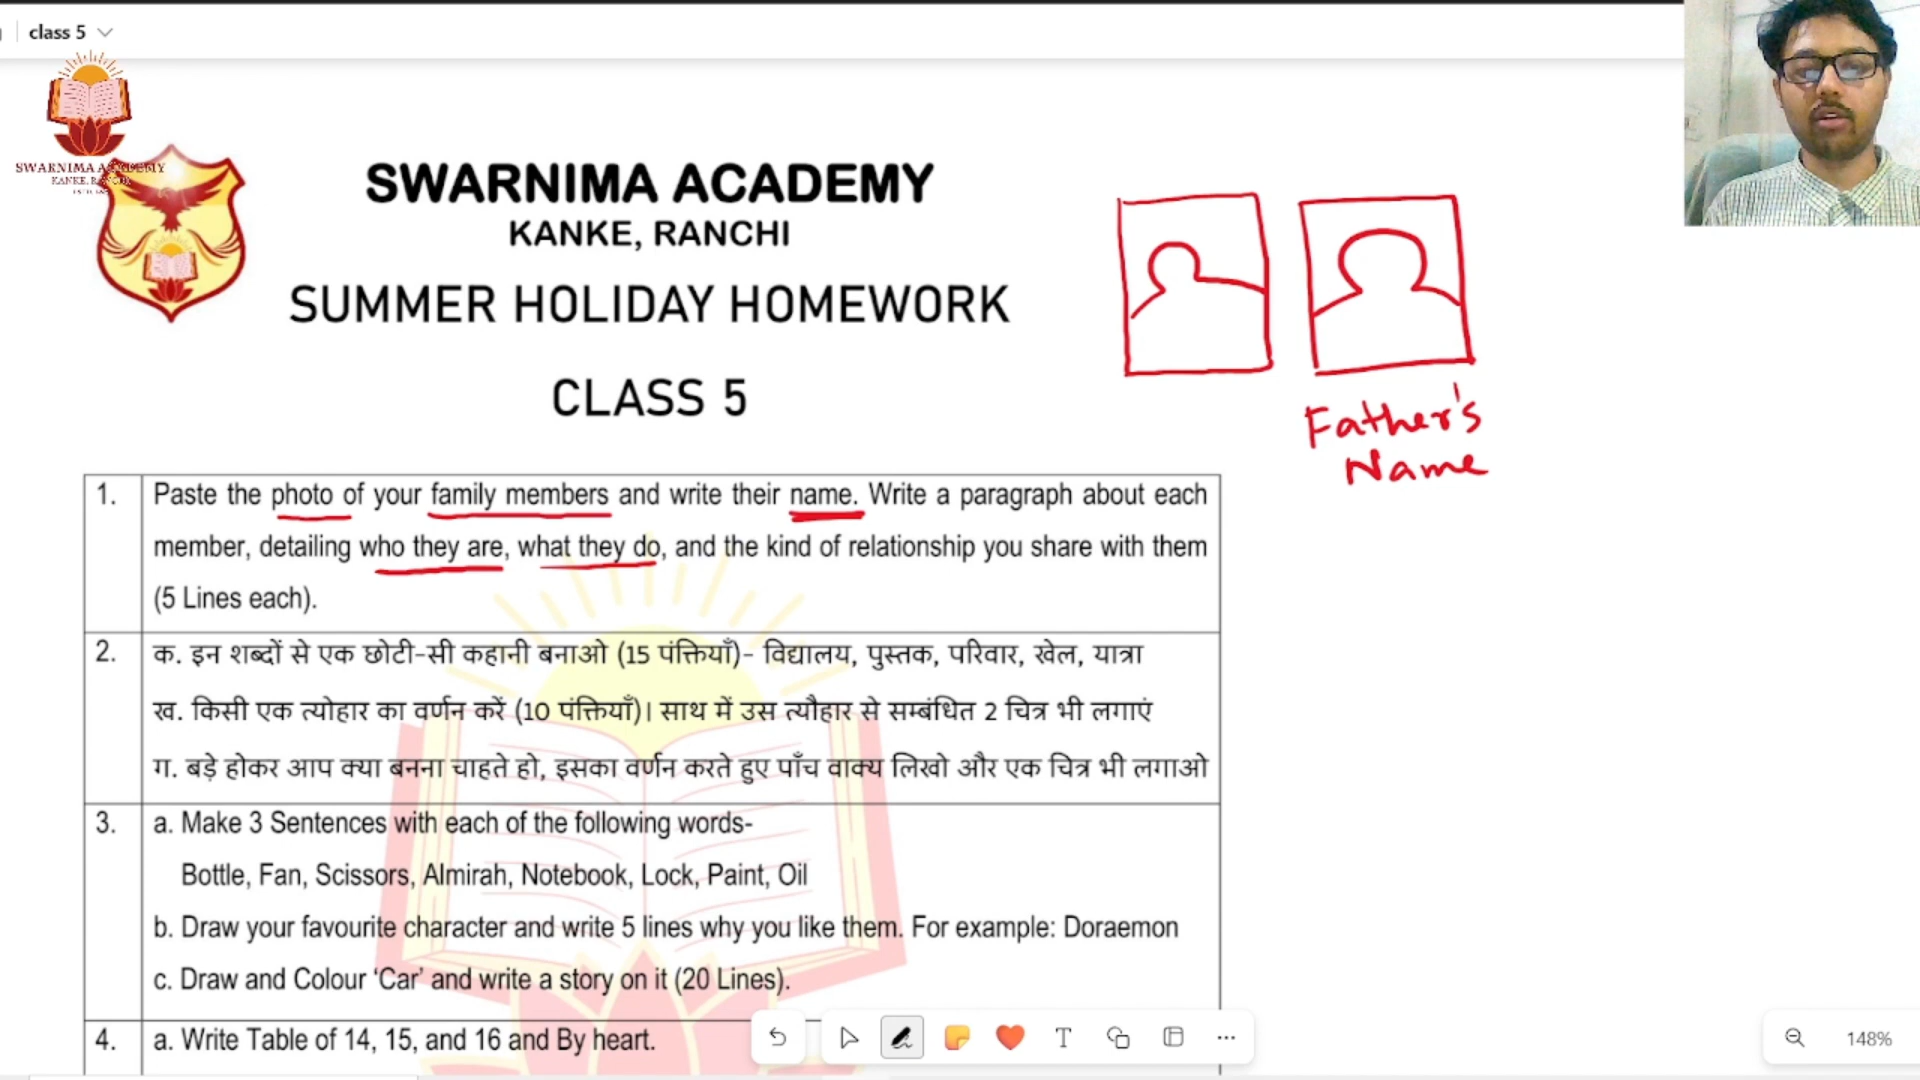 class 5
SWARNIMA ACADEMY
KANKE, RANCHI
SWARNIMA ACADEMY
KANKE, RANCHI
SUMMER HOLIDAY HOMEWORK
CLASS 5
Father's
Name
1. Paste the photo of your family members and write their name. Write a paragraph about each
member, detailing who they are, what they do, and the kind of relationship you share with them
(5 Lines each).
2. क. इन शब्दों से एक छोटी-सी कहानी बनाओ (15 पंक्तियाँ)- विद्यालय, पुस्तक, परिवार, खेल, यात्रा
ख. किसी एक त्योहार का वर्णन करें (10 पंक्तियाँ)। साथ में उस त्यौहार से सम्बंधित 2 चित्र भी लगाएं
ग. बड़े होकर आप क्या बनना चाहते हो, इसका वर्णन करते हुए पाँच वाक्य लिखो और एक चित्र भी लगाओ
3. a. Make 3 Sentences with each of the following words-
Bottle, Fan, Scissors, Almirah, Notebook, Lock, Paint, Oil
b. Draw your favourite character and write 5 lines why you like them. For example: Doraemon
c. Draw and Colour ‘Car’ and write a story on it (20 Lines).
4. a. Write Table of 14, 15, and 16 and By heart.
T
148%